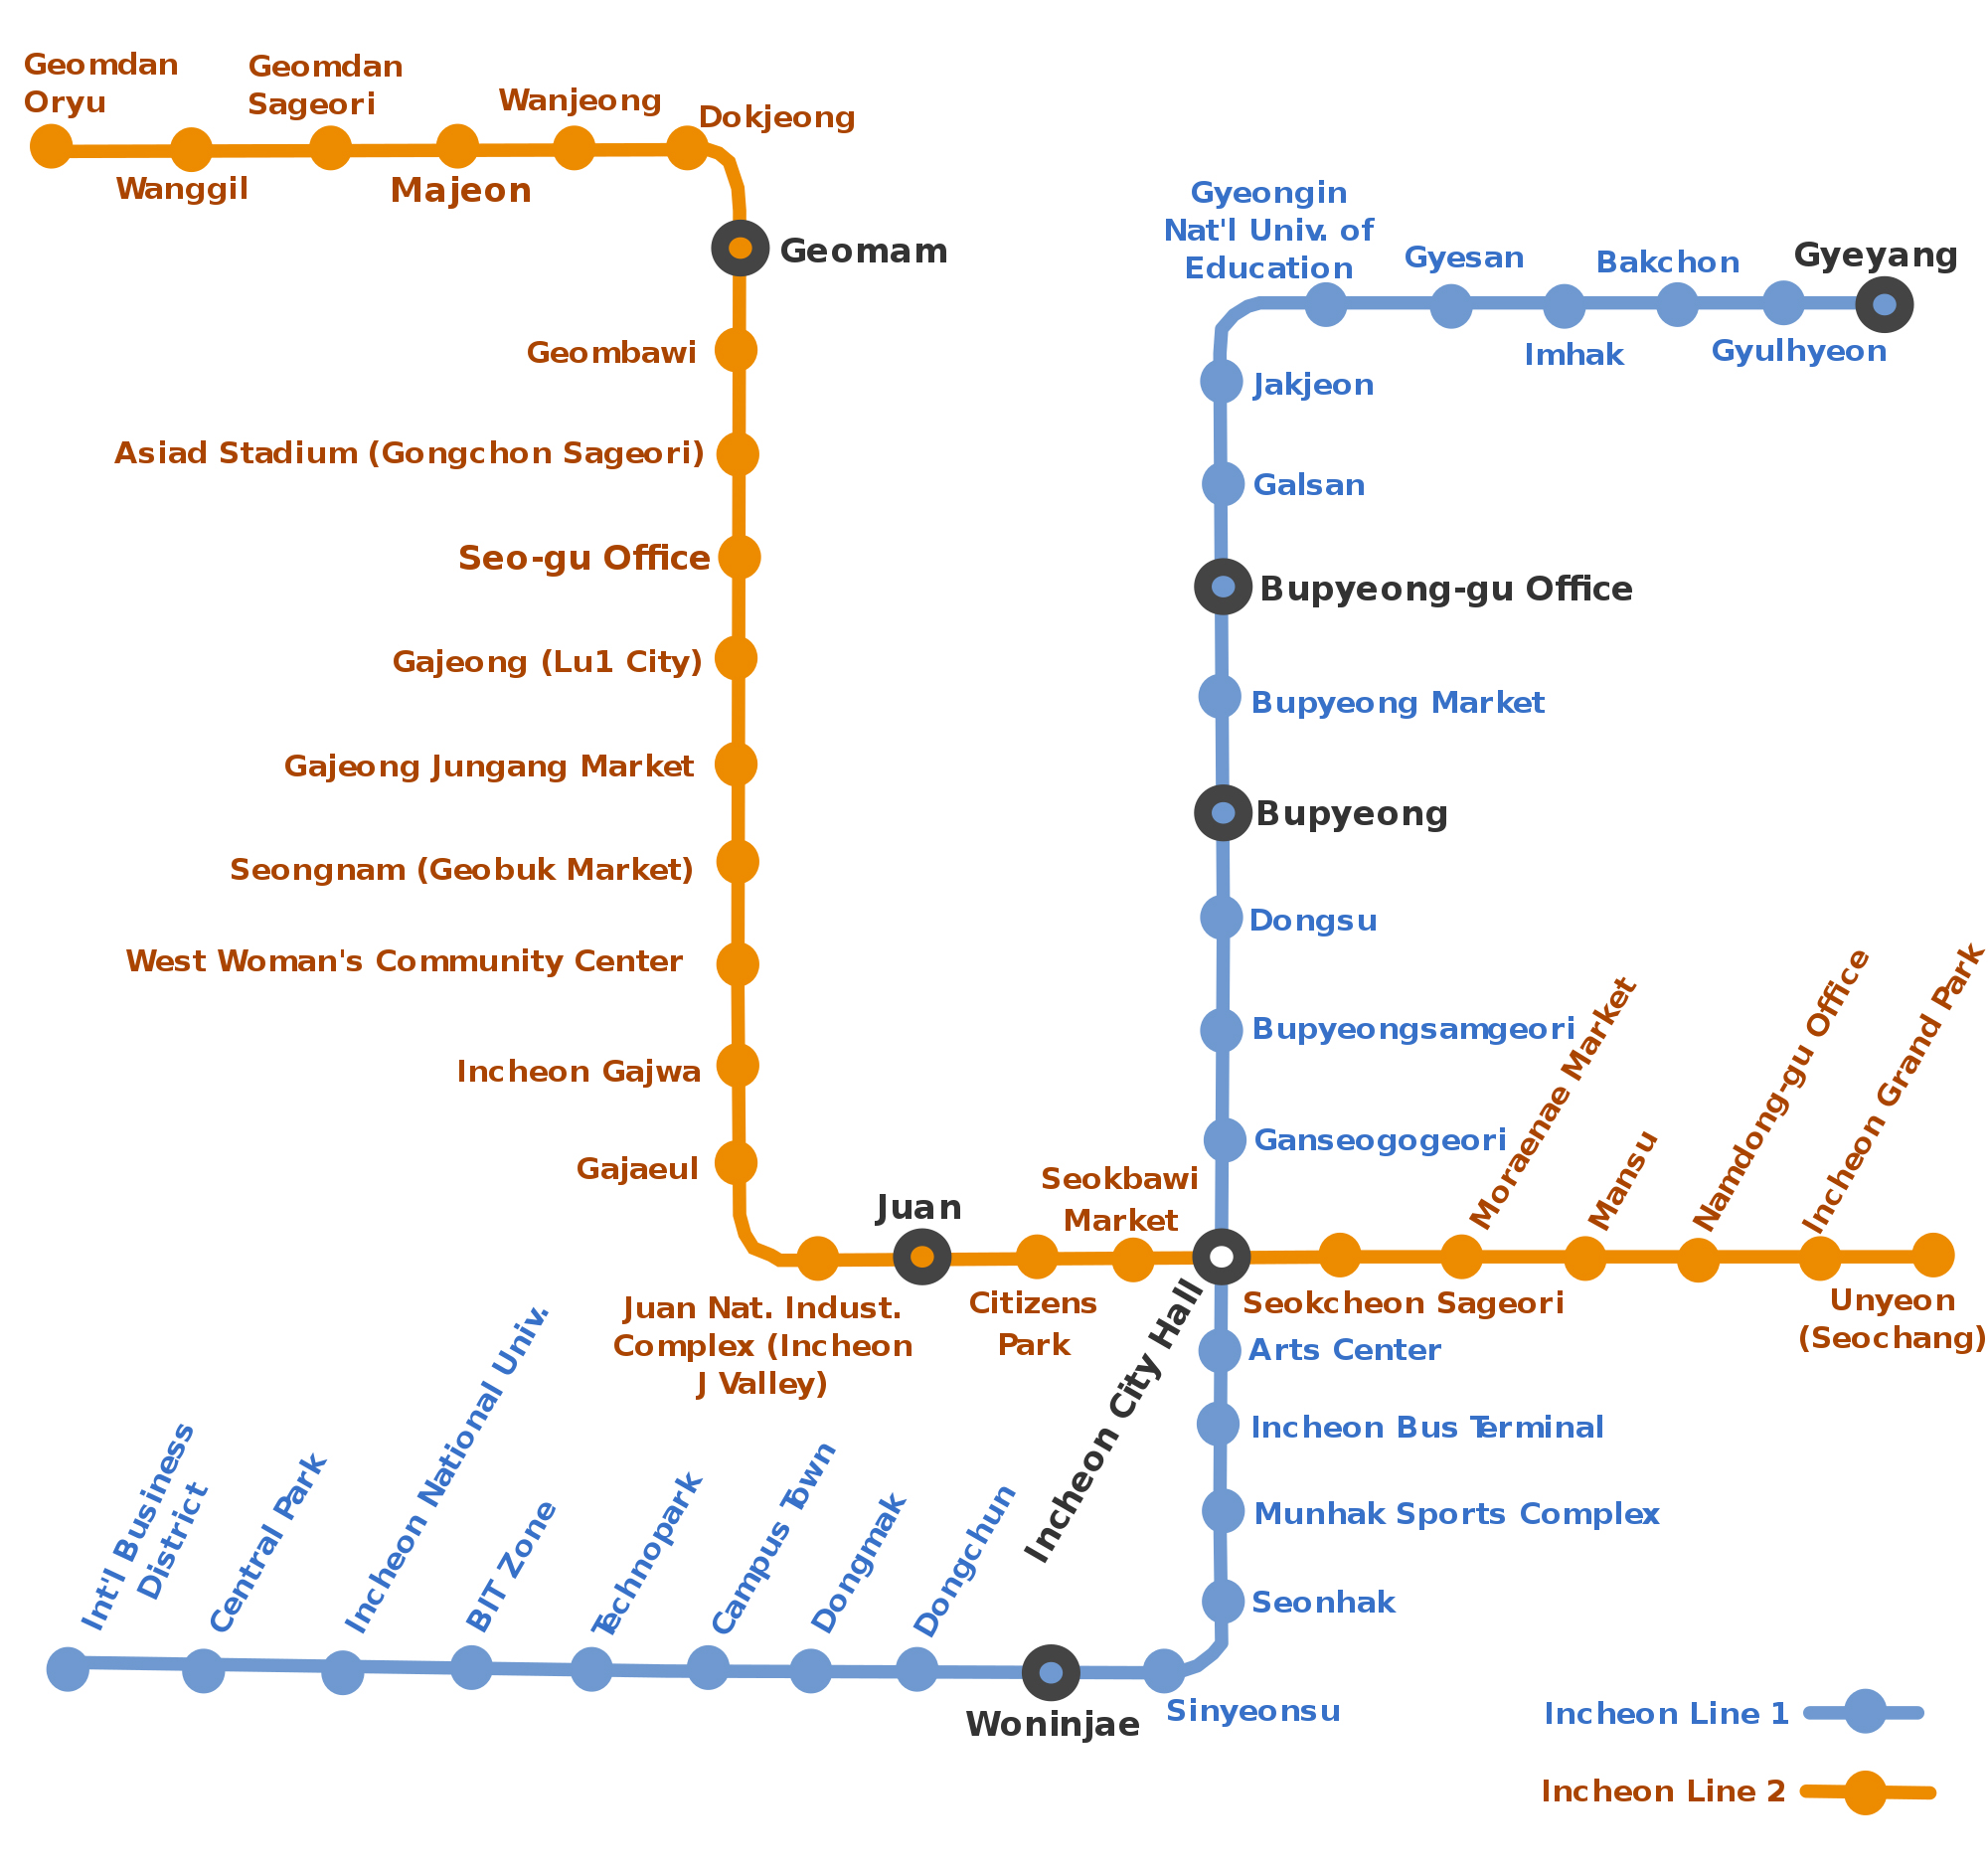 Geomdan
Oryu
Geomdan
Sageori
Wanjeong
Dokjeong
Wanggil
Majeon
Geomam
Gyeongin
Nat'l Univ. of
Education
Gyesan
Bakchon
Gyeyang
Imhak
Gyulhyeon
Geombawi
Jakjeon
Asiad Stadium (Gongchon Sageori)
Galsan
Seo-gu Office
Bupyeong-gu Office
Gajeong (Lu1 City)
Bupyeong Market
Gajeong Jungang Market
Bupyeong
Seongnam (Geobuk Market)
Dongsu
West Woman's Community Center
Bupyeongsamgeori
Incheon Gajwa
Ganseogogeori
Gajaeul
Juan
Seokbawi
Market
Moraenae Market
Mansu
Namdong-gu Office
Incheon Grand Park
Juan Nat. Indust.
Complex (Incheon
J Valley)
Citizens
Park
Incheon City Hall
Seokcheon Sageori
Unyeon
(Seochang)
Arts Center
Incheon Bus Terminal
Munhak Sports Complex
Seonhak
Int'l Business
District
Central Park
Incheon National Univ.
BIT Zone
Technopark
Campus Town
Dongmak
Dongchun
Woninjae
Sinyeonsu
Incheon Line 1
Incheon Line 2